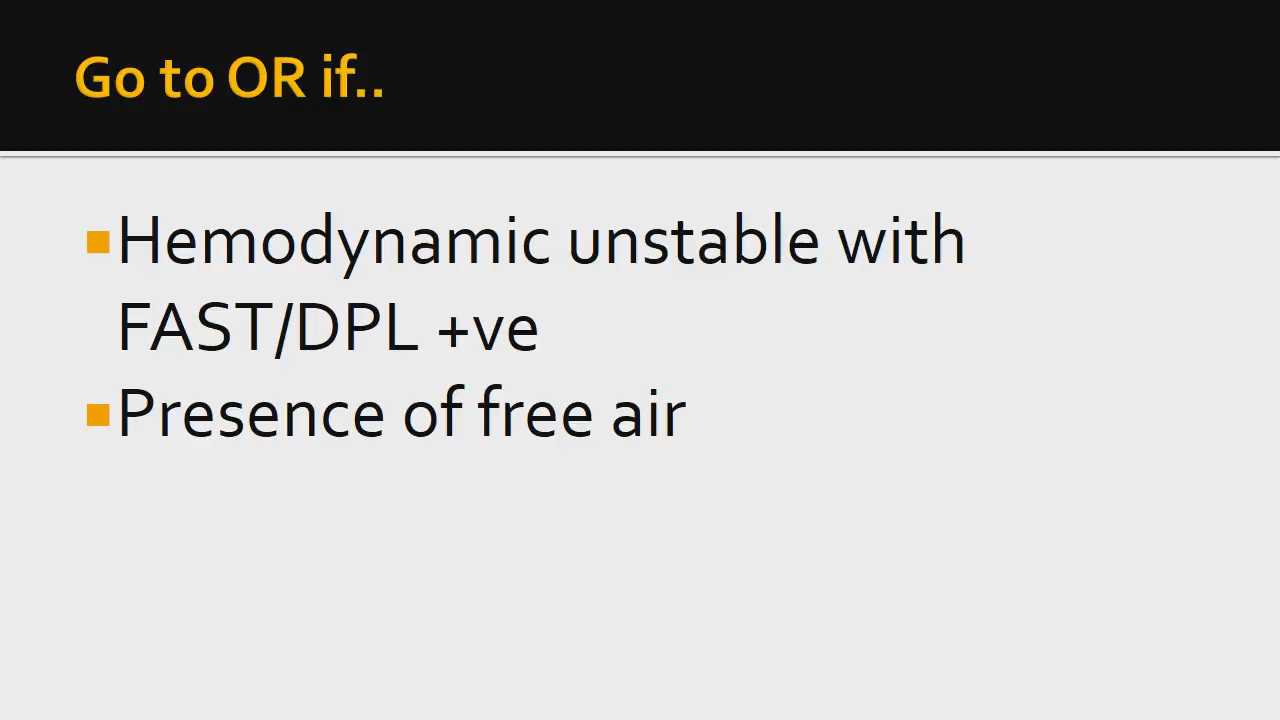 Go to OR if..
Hemodynamic unstable with
FAST/DPL +ve
Presence of free air